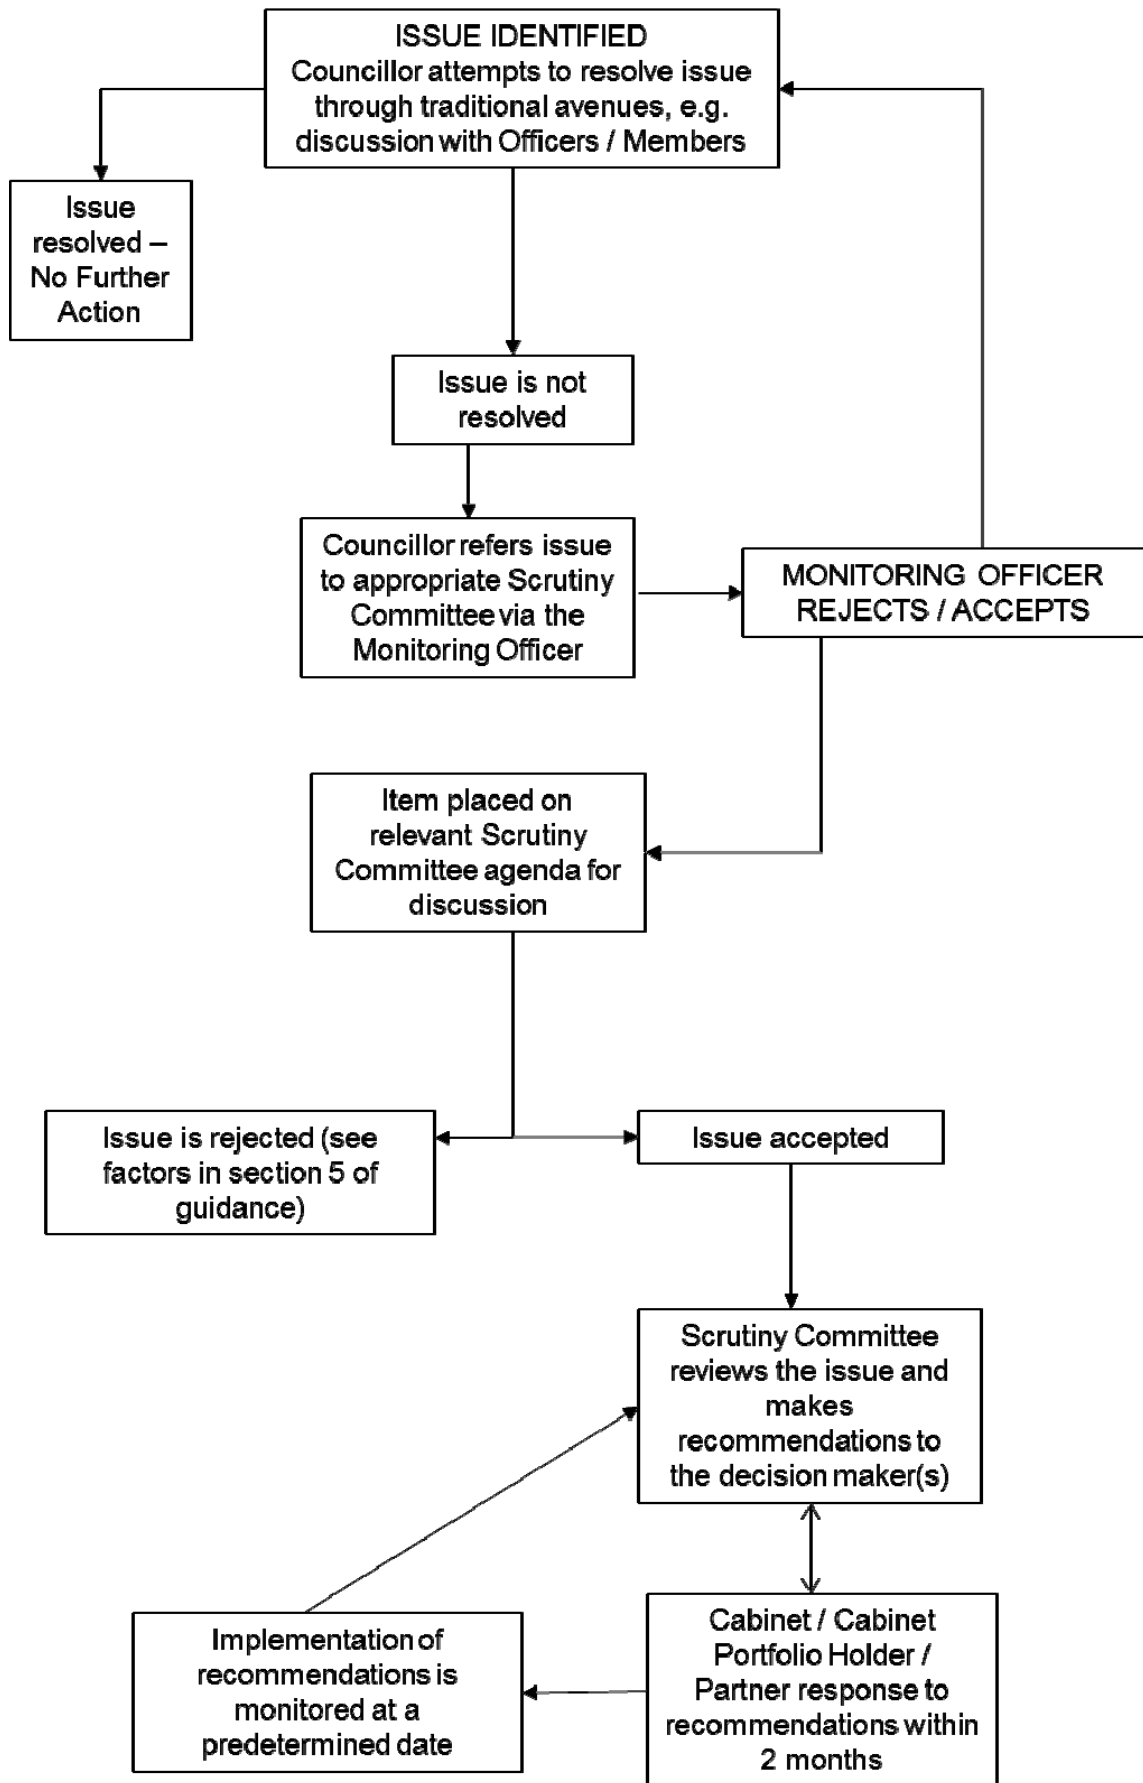 ISSUE IDENTIFIED
Councillor attempts to resolve issue
through traditional avenues, e.g.
discussion with Officers / Members
Issue
resolved –
No Further
Action
Issue is not
resolved
Councillor refers issue
to appropriate Scrutiny
Committee via the
Monitoring Officer
MONITORING OFFICER
REJECTS / ACCEPTS
Item placed on
relevant Scrutiny
Committee agenda for
discussion
Issue is rejected (see
factors in section 5 of
guidance)
Issue accepted
Scrutiny Committee
reviews the issue and
makes
recommendations to
the decision maker(s)
Implementation of
recommendations is
monitored at a
predetermined date
Cabinet / Cabinet
Portfolio Holder /
Partner response to
recommendations within
2 months